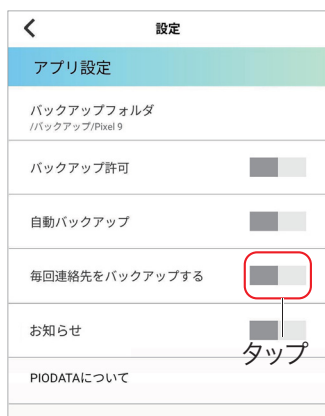 設定
アプリ設定
バックアップフォルダ
/バックアップ/Pixel 9
バックアップ許可
自動バックアップ
毎回連絡先をバックアップする
お知らせ
タップ
PIODATAについて